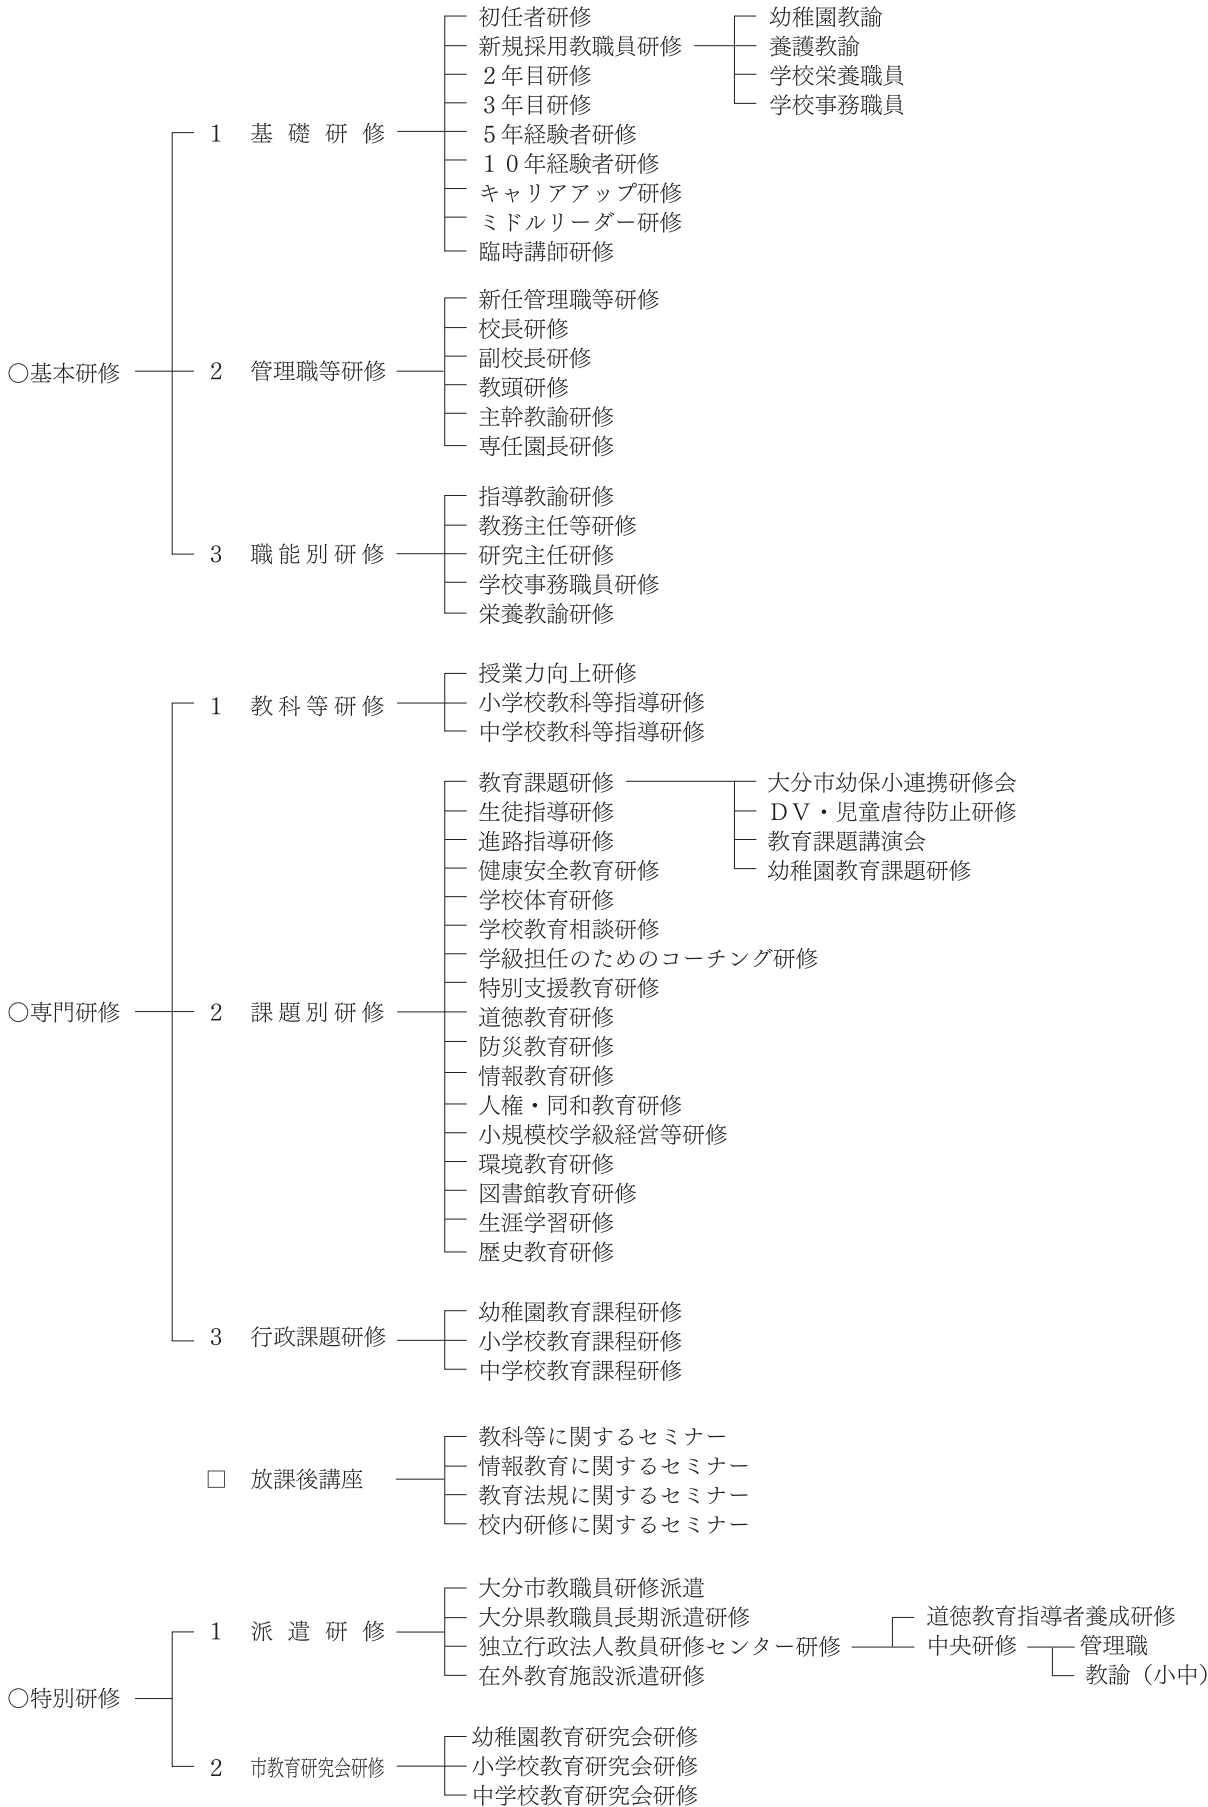 ○基本研修
1 基礎研修
初任者研修
新規採用教職員研修
幼稚園教諭
養護教諭
学校栄養職員
学校事務職員
２年目研修
３年目研修
５年経験者研修
１０年経験者研修
キャリアアップ研修
ミドルリーダー研修
臨時講師研修
2 管理職等研修
新任管理職等研修
校長研修
副校長研修
教頭研修
主幹教諭研修
専任園長研修
3 職能別研修
指導教諭研修
教務主任等研修
研究主任研修
学校事務職員研修
栄養教諭研修
○専門研修
1 教科等研修
授業力向上研修
小学校教科等指導研修
中学校教科等指導研修
2 課題別研修
教育課題研修
大分市幼保小連携研修会
ＤＶ・児童虐待防止研修
教育課題講演会
幼稚園教育課題研修
生徒指導研修
進路指導研修
健康安全教育研修
学校体育研修
学校教育相談研修
学級担任のためのコーチング研修
特別支援教育研修
道徳教育研修
防災教育研修
情報教育研修
人権・同和教育研修
小規模校学級経営等研修
環境教育研修
図書館教育研修
生涯学習研修
歴史教育研修
3 行政課題研修
幼稚園教育課程研修
小学校教育課程研修
中学校教育課程研修
□ 放課後講座
教科等に関するセミナー
情報教育に関するセミナー
教育法規に関するセミナー
校内研修に関するセミナー
○特別研修
1 派遣研修
大分市教職員研修派遣
大分県教職員長期派遣研修
独立行政法人教員研修センター研修
道徳教育指導者養成研修
中央研修
管理職
教諭（小中）
在外教育施設派遣研修
2 市教育研究会研修
幼稚園教育研究会研修
小学校教育研究会研修
中学校教育研究会研修